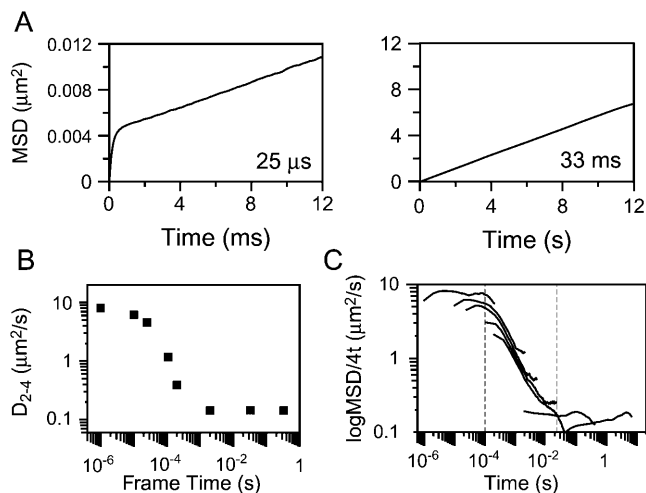 A
MSD (μm²)
0.012
0.008
0.004
0
25 μs
0 4 8 12
Time (ms)
12
8
4
0
33 ms
0 4 8 12
Time (s)
B
D2-4 (μm²/s)
10
1
0.1
10⁻⁶ 10⁻⁴ 10⁻² 1
Frame Time (s)
C
logMSD/4t (μm²/s)
10
1
0.1
10⁻⁶ 10⁻⁴ 10⁻² 1
Time (s)